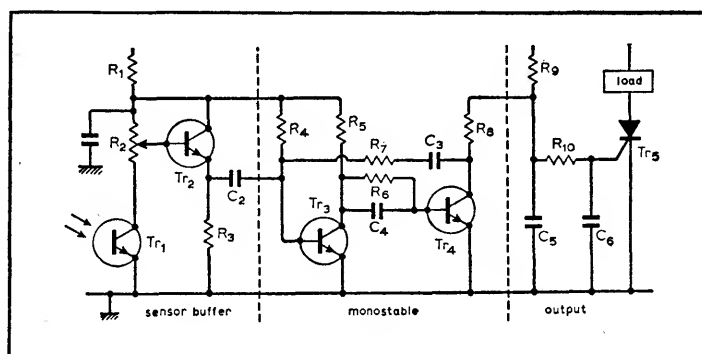 R1
R2
Tr1
Tr2
R3
C2
R4
R5
R7
C3
R6
Tr3
C4
R8
Tr4
R9
load
Tr5
R10
C5
C6
sensor buffer
monostable
output